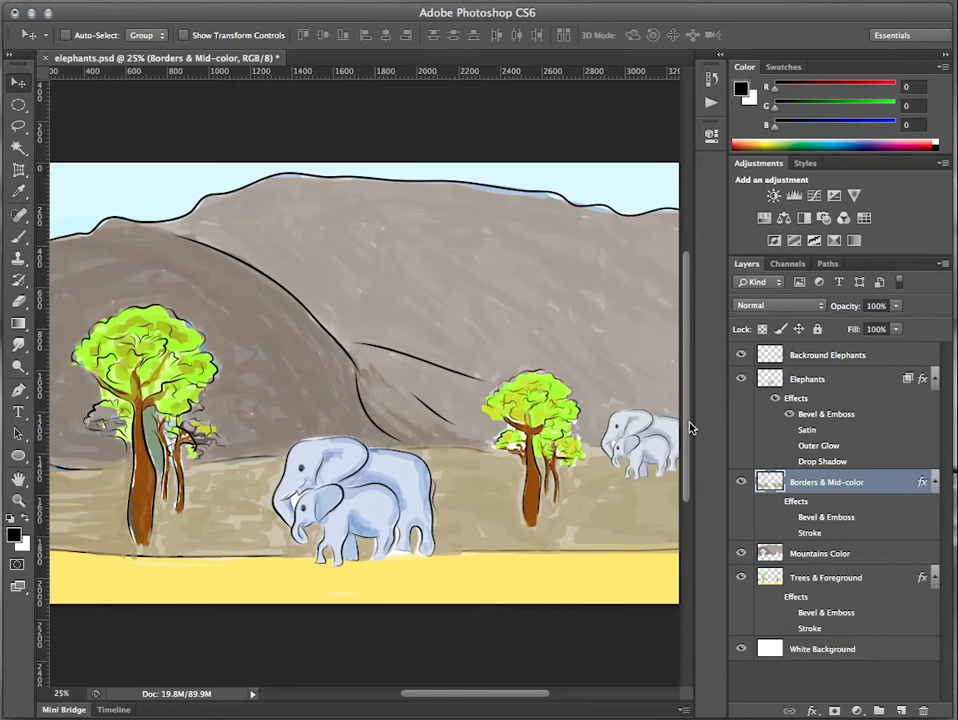 Adobe Photoshop CS6
Auto-Select: Group Show Transform Controls 3D Mode: Essentials
× elephants.psd @ 25% (Borders & Mid-color, RGB/8) *
400 600 800 1000 1200 1400 1600 1800 2000 2200 2400 2600 2800 3000
Color Swatches
R 0
G 0
B 0
Adjustments Styles
Add an adjustment
Layers Channels Paths
Kind
Normal Opacity: 100%
Lock: Fill: 100%
Backround Elephants
Elephants fx
Effects
Bevel & Emboss
Satin
Outer Glow
Drop Shadow
Borders & Mid-color fx
Effects
Bevel & Emboss
Stroke
Mountains Color
Trees & Foreground fx
Effects
Bevel & Emboss
Stroke
White Background
25% Doc: 19.8M/89.9M
Mini Bridge Timeline
fx